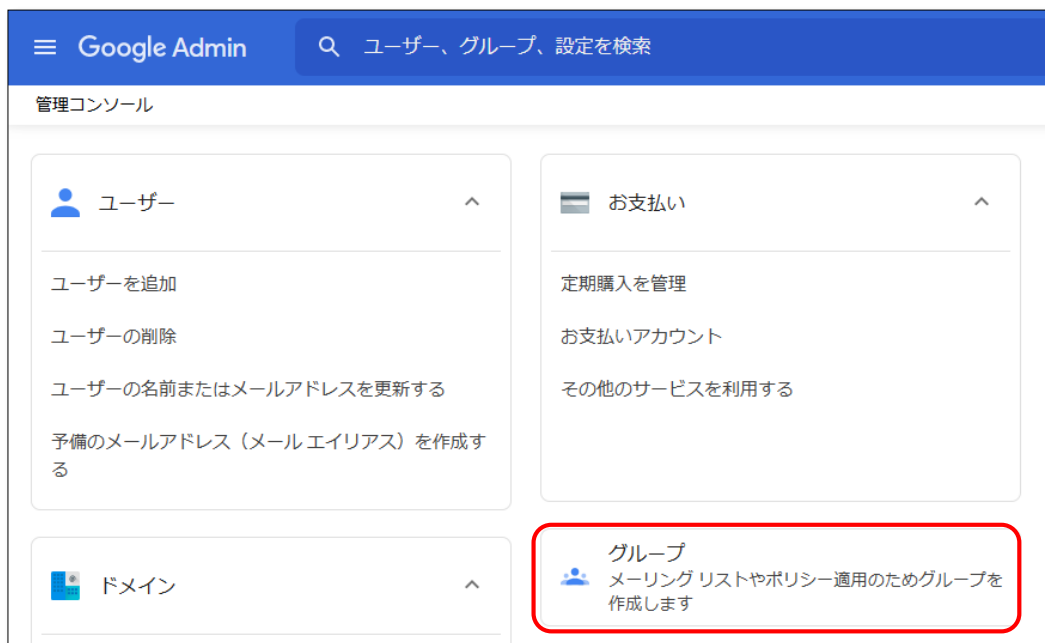 Google Admin
ユーザー、グループ、設定を検索
管理コンソール
ユーザー
ユーザーを追加
ユーザーの削除
ユーザーの名前またはメールアドレスを更新する
予備のメールアドレス（メール エイリアス）を作成す
る
お支払い
定期購入を管理
お支払いアカウント
その他のサービスを利用する
ドメイン
グループ
メーリング リストやポリシー適用のためグループを
作成します